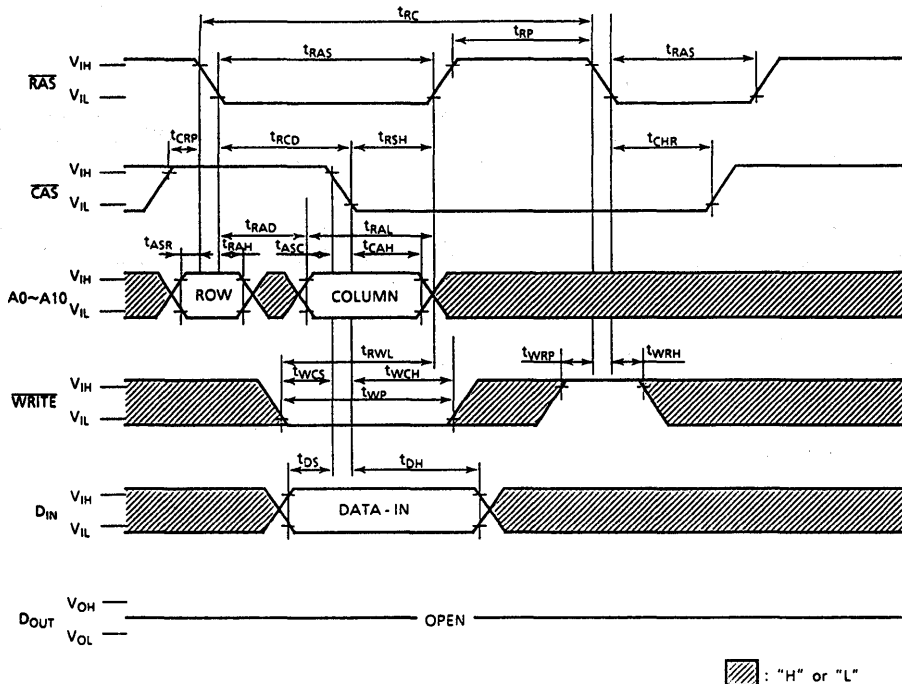 tRC
tRAS tRP tRAS
RAS VIH
VIL
tCRP tRCD tRSH tCHR
CAS VIH
VIL
tRAD tRAL
tASR tRAH tASC tCAH
A0~A10 VIH
VIL
ROW COLUMN
tRWL tWRP tWRH
tWCS tWCH
tWP
WRITE VIH
VIL
tDS tDH
DIN VIH
VIL
DATA - IN
DOUT VOH
VOL
OPEN
: "H" or "L"